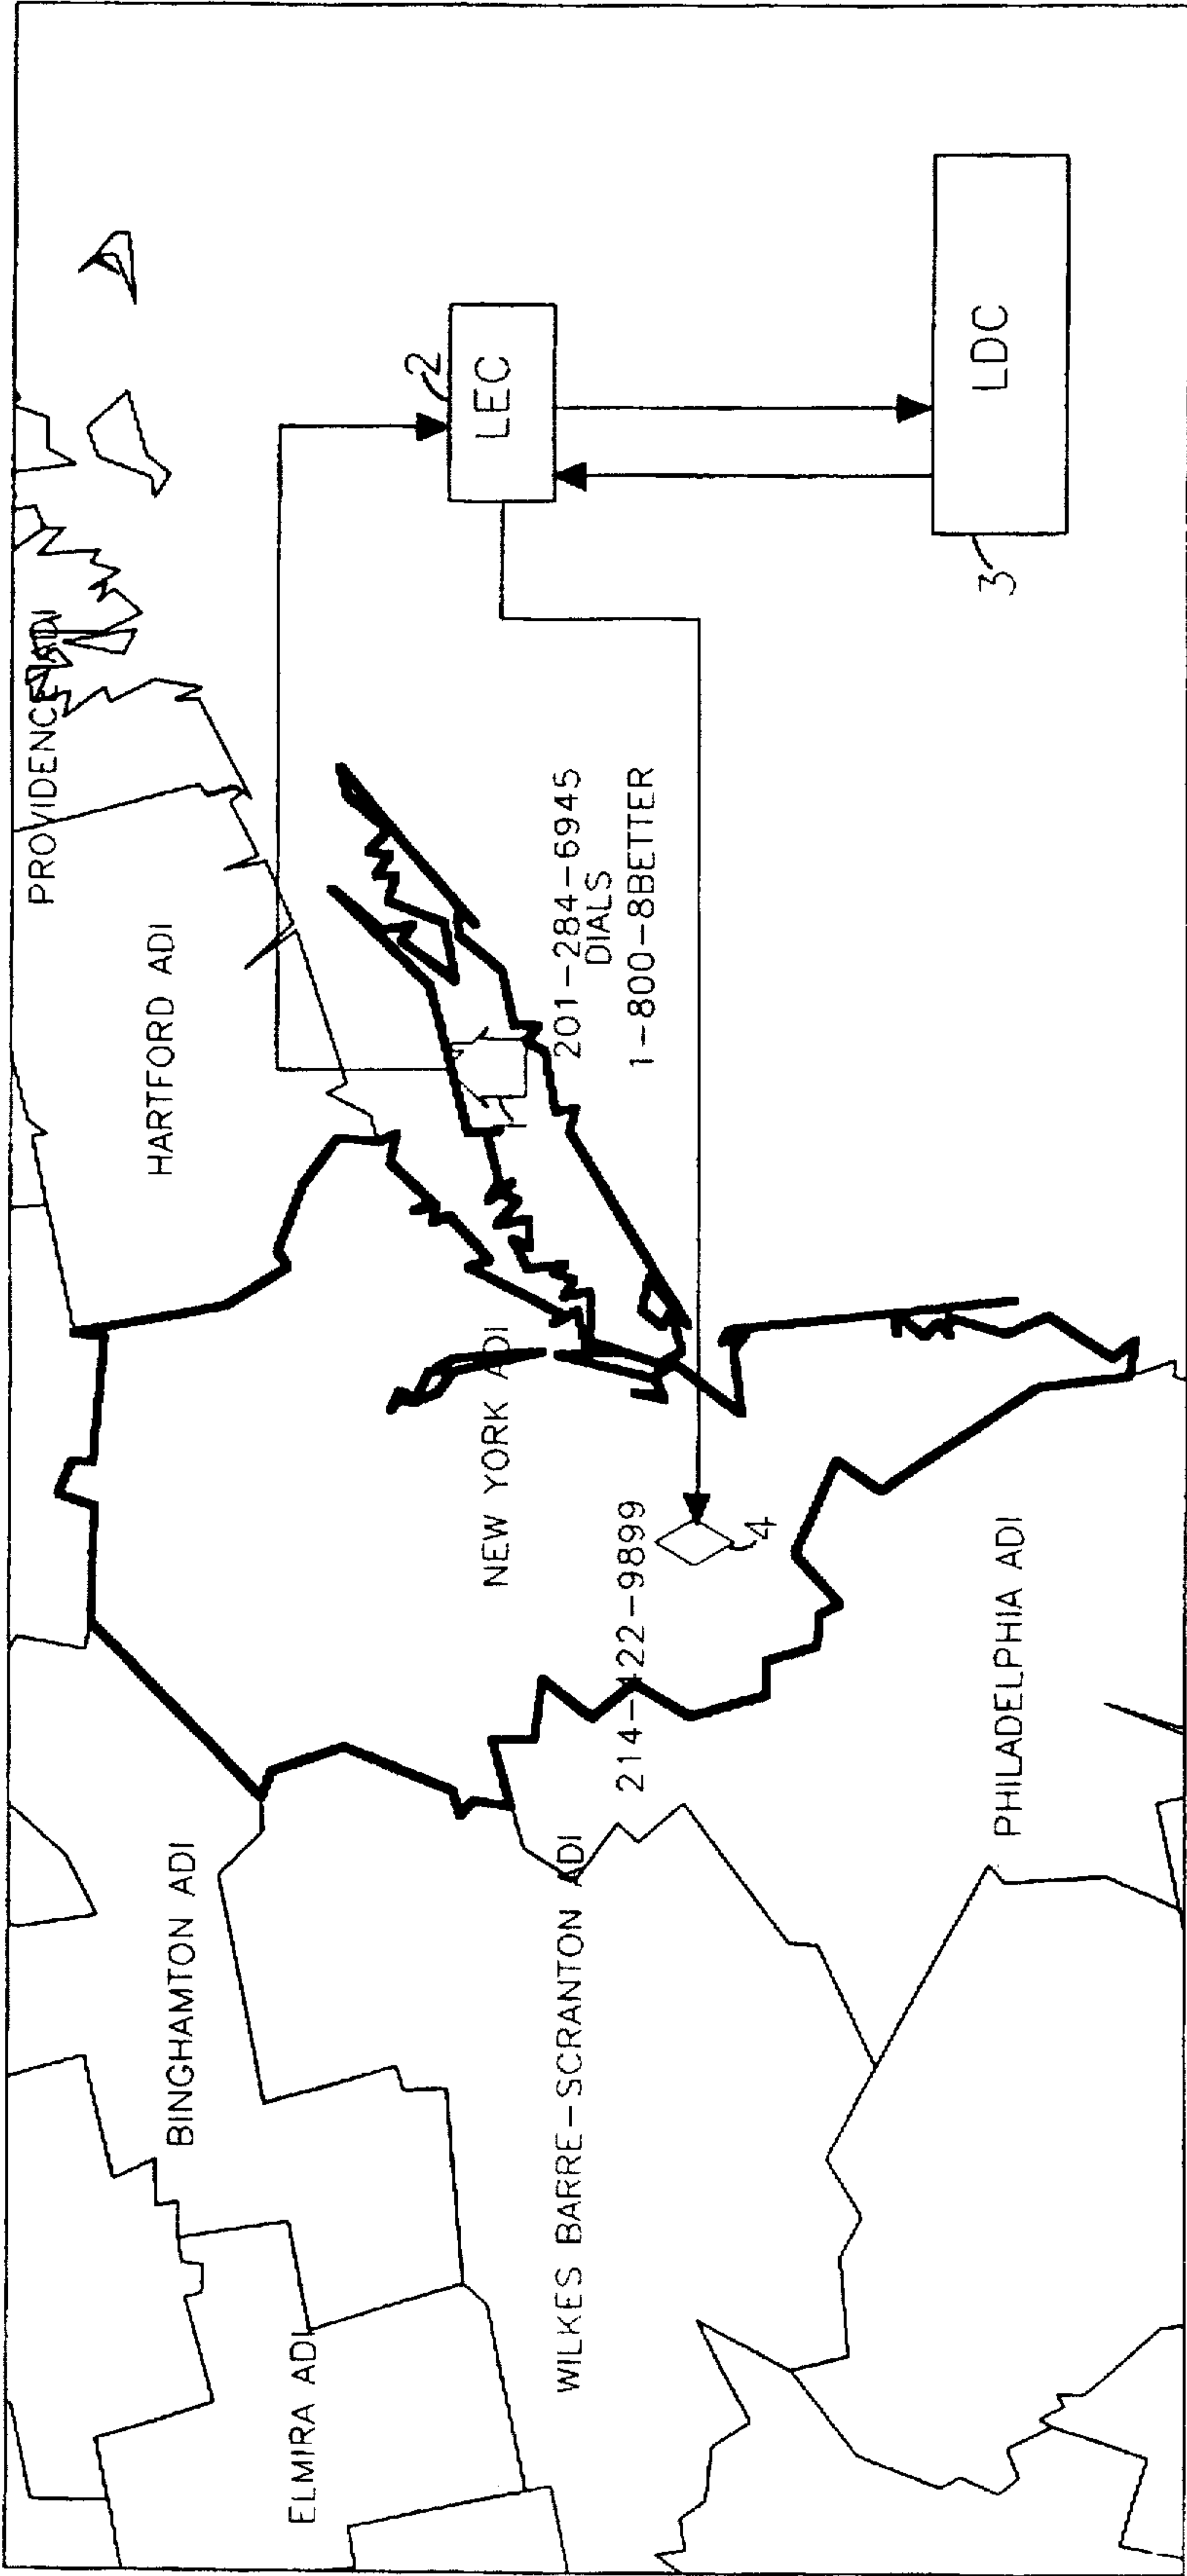 PROVIDENCE ADI
HARTFORD ADI
BINGHAMTON ADI
ELMIRA ADI
2
LEC
NEW YORK ADI
201-284-6945
DIALS
1-800-8BETTER
WILKES BARRE-SCRANTON ADI
214-422-9899
4
LDC
3
PHILADELPHIA ADI